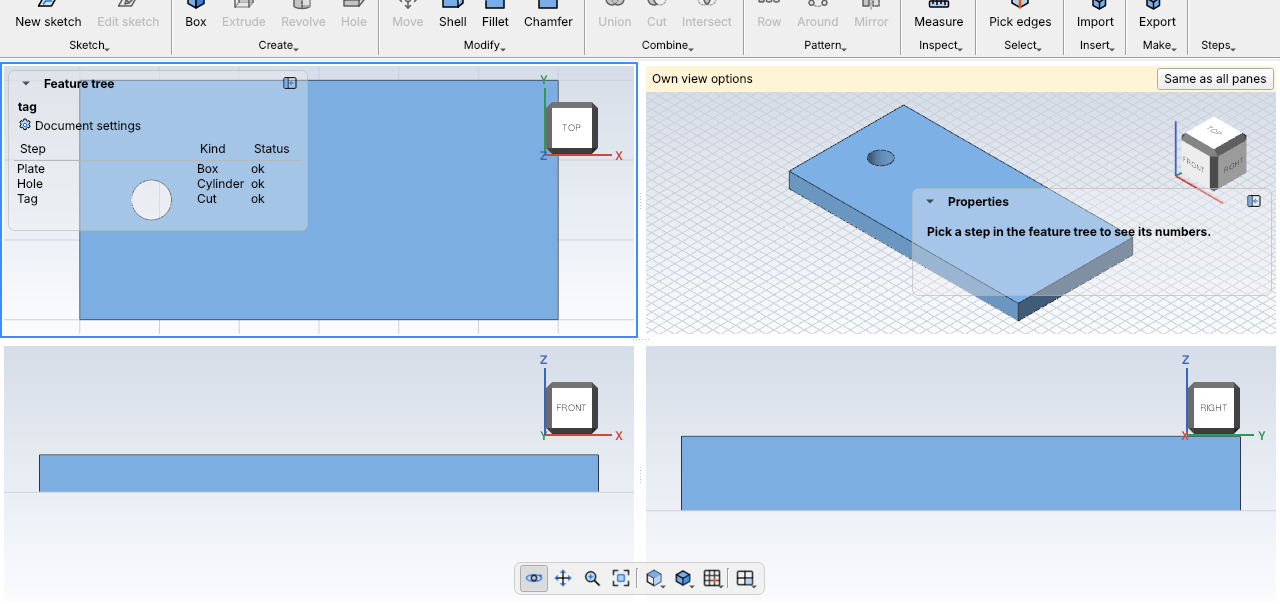 New sketch Edit sketch Box Extrude Revolve Hole Move Shell Fillet Chamfer Union Cut Intersect Row Around Mirror Measure Pick edges Import Export
Sketch Create Modify Combine Pattern Inspect Select Insert Make Steps
Feature tree
tag
Document settings
Step Kind Status
Plate Box ok
Hole Cylinder ok
Tag Cut ok
Y
TOP
Z X
Own view options Same as all panes
TOP
FRONT RIGHT
Properties
Pick a step in the feature tree to see its numbers.
Z
FRONT
Y X
Z
RIGHT
X Y